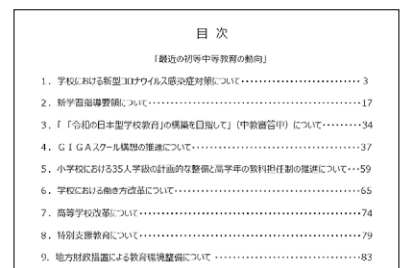 目 次
「最近の初等中等教育の動向」
1．学校における新型コロナウイルス感染症対策について・・・・・・・・・・・・・・・・・・・・・・・・・・・3
2．新学習指導要領について・・・・・・・・・・・・・・・・・・・・・・・・・・・・・・・・・・・・・・・・・・・・・・・17
3．「「令和の日本型学校教育」の構築を目指して」（中教審答申）について・・・・・・・・・34
4．ＧＩＧＡスクール構想の推進について・・・・・・・・・・・・・・・・・・・・・・・・・・・・・・・・・・・・37
5．小学校における35人学級の計画的な整備と高学年の教科担任制の推進について・・・59
6．学校における働き方改革について・・・・・・・・・・・・・・・・・・・・・・・・・・・・・・・・・・・・・・・65
7．高等学校改革について・・・・・・・・・・・・・・・・・・・・・・・・・・・・・・・・・・・・・・・・・・・・・・・・・74
8．特別支援教育について・・・・・・・・・・・・・・・・・・・・・・・・・・・・・・・・・・・・・・・・・・・・・・・・・79
9．地方財政措置による教育環境整備について ・・・・・・・・・・・・・・・・・・・・・・・・・・・・・83